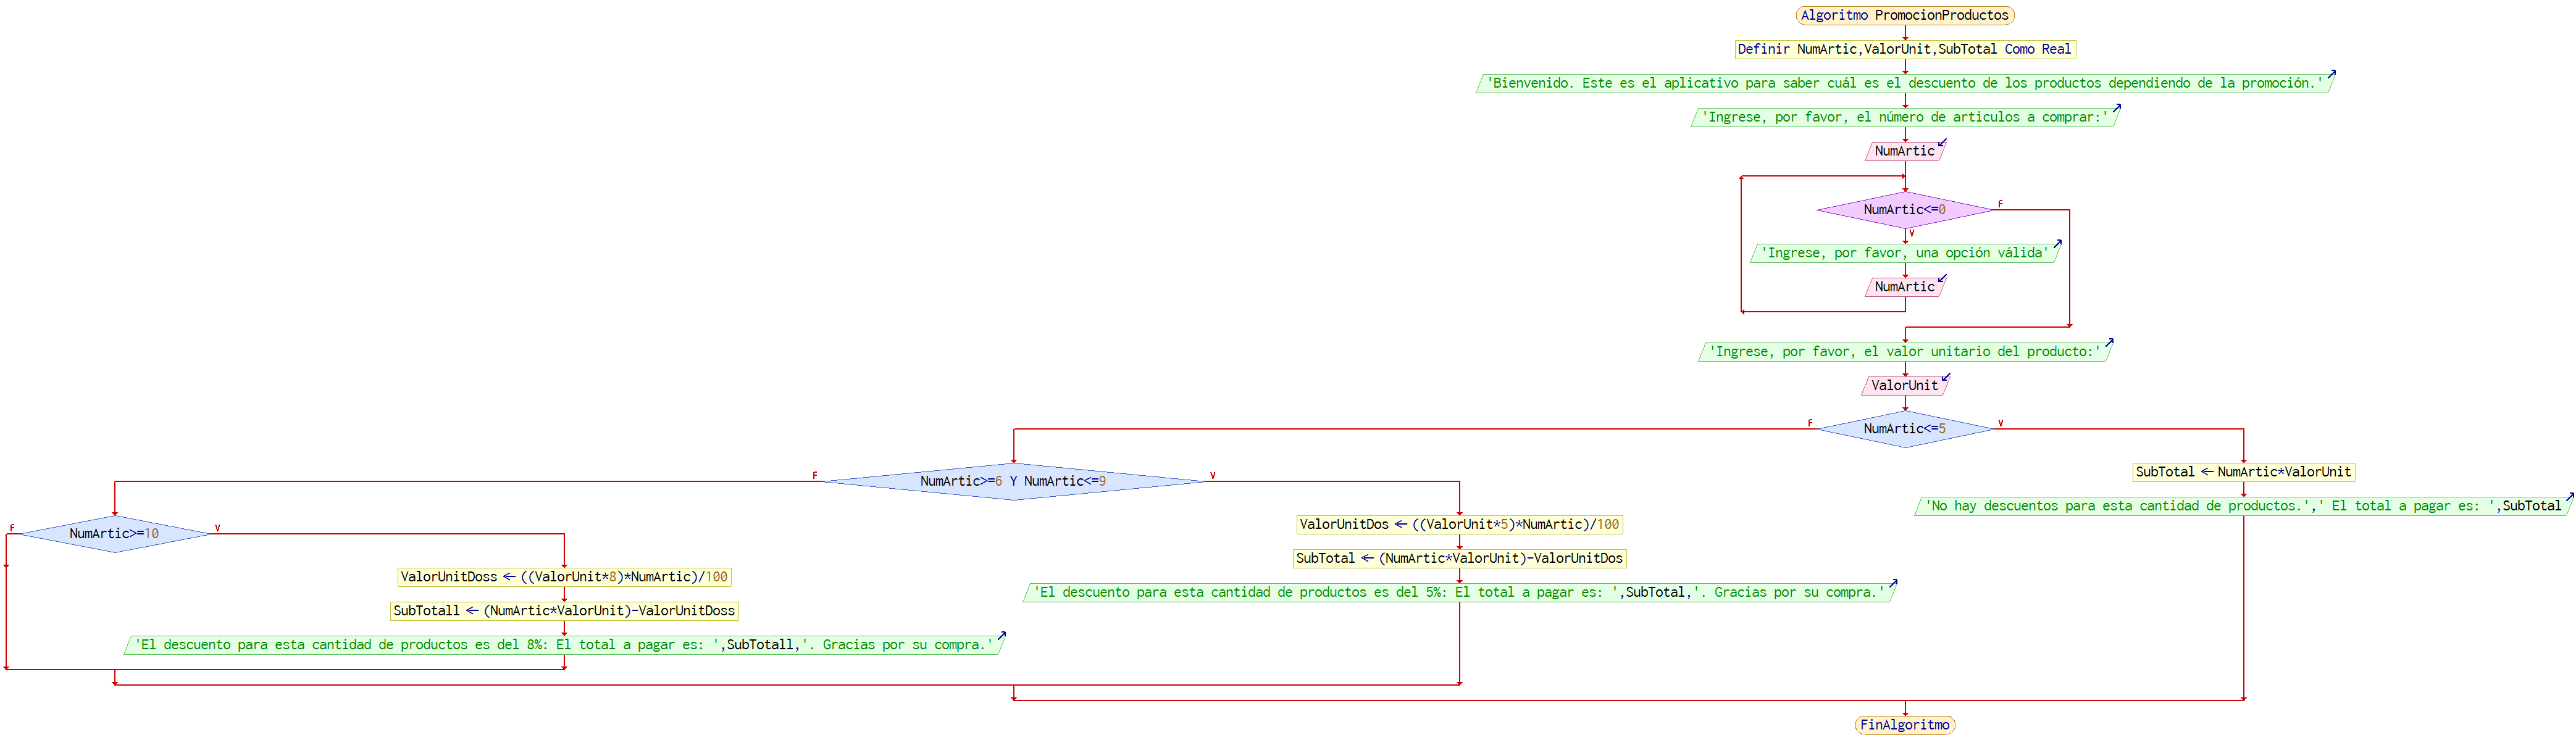 Algoritmo PromocionProductos
Definir NumArtic,ValorUnit,SubTotal Como Real
'Bienvenido. Este es el aplicativo para saber cuál es el descuento de los productos dependiendo de la promoción.'
'Ingrese, por favor, el número de articulos a comprar:'
NumArtic
NumArtic<=0
F
V
'Ingrese, por favor, una opción válida'
NumArtic
'Ingrese, por favor, el valor unitario del producto:'
ValorUnit
F
NumArtic<=5
V
F
NumArtic>=6 Y NumArtic<=9
V
SubTotal ← NumArtic*ValorUnit
'No hay descuentos para esta cantidad de productos.',' El total a pagar es: ',SubTotal
ValorUnitDos ← ((ValorUnit*5)*NumArtic)/100
SubTotal ← (NumArtic*ValorUnit)-ValorUnitDos
'El descuento para esta cantidad de productos es del 5%: El total a pagar es: ',SubTotal,'. Gracias por su compra.'
F
NumArtic>=10
V
ValorUnitDoss ← ((ValorUnit*8)*NumArtic)/100
SubTotall ← (NumArtic*ValorUnit)-ValorUnitDoss
'El descuento para esta cantidad de productos es del 8%: El total a pagar es: ',SubTotall,'. Gracias por su compra.'
FinAlgoritmo